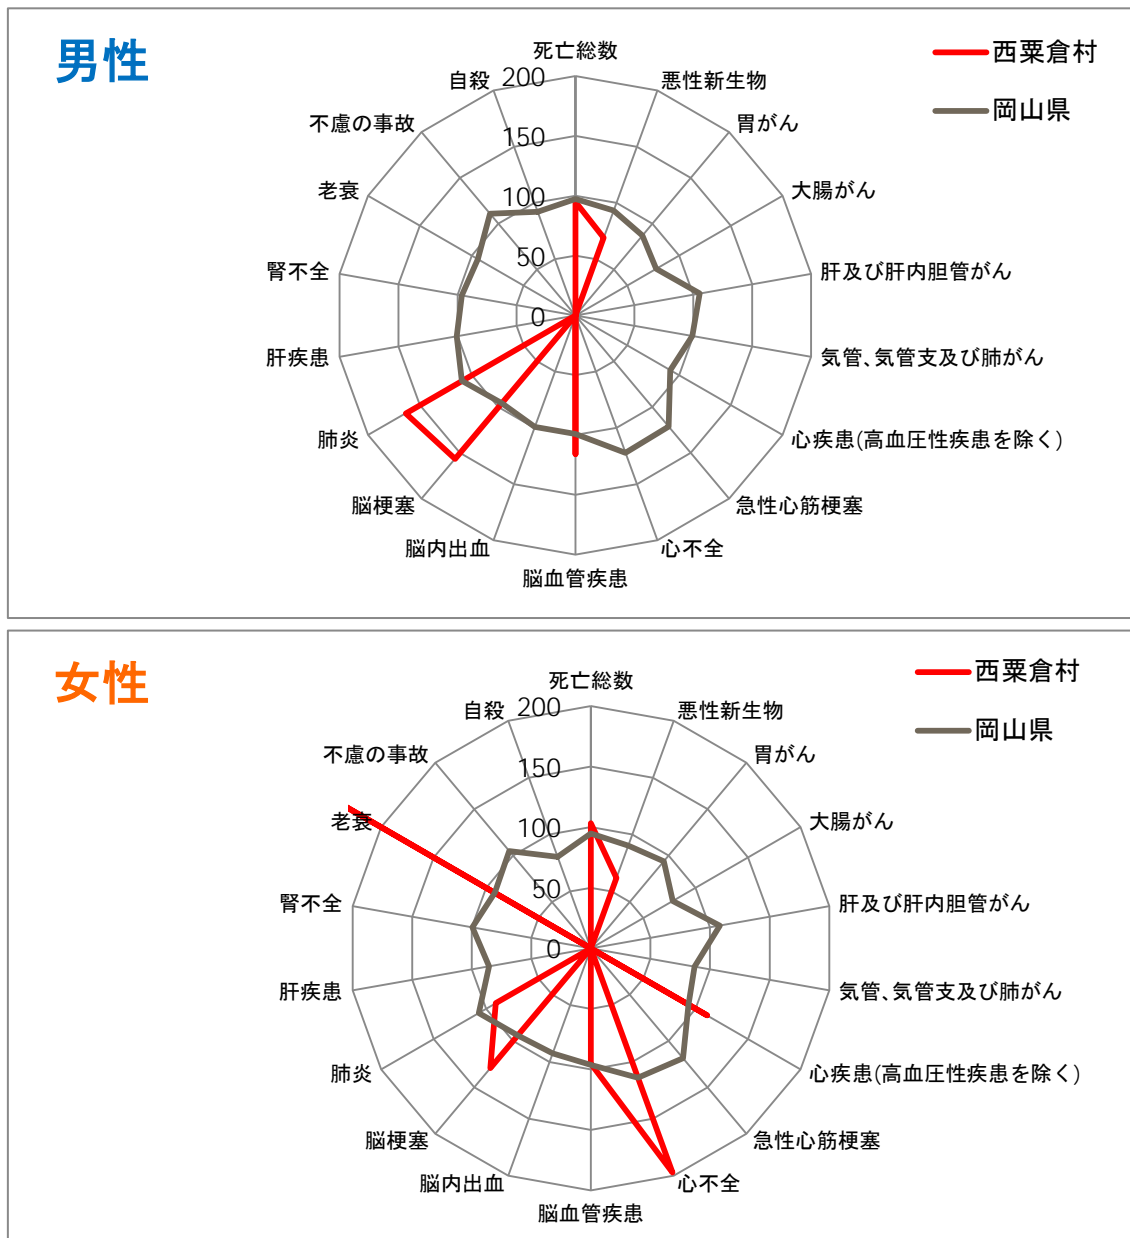 男性
西粟倉村
岡山県
死亡総数
悪性新生物
胃がん
大腸がん
肝及び肝内胆管がん
気管、気管支及び肺がん
心疾患(高血圧性疾患を除く)
急性心筋梗塞
心不全
脳血管疾患
脳内出血
脳梗塞
肺炎
肝疾患
腎不全
老衰
不慮の事故
自殺
200
150
100
50
0
女性
西粟倉村
岡山県
死亡総数
悪性新生物
胃がん
大腸がん
肝及び肝内胆管がん
気管、気管支及び肺がん
心疾患(高血圧性疾患を除く)
急性心筋梗塞
心不全
脳血管疾患
脳内出血
脳梗塞
肺炎
肝疾患
腎不全
老衰
不慮の事故
自殺
200
150
100
50
0